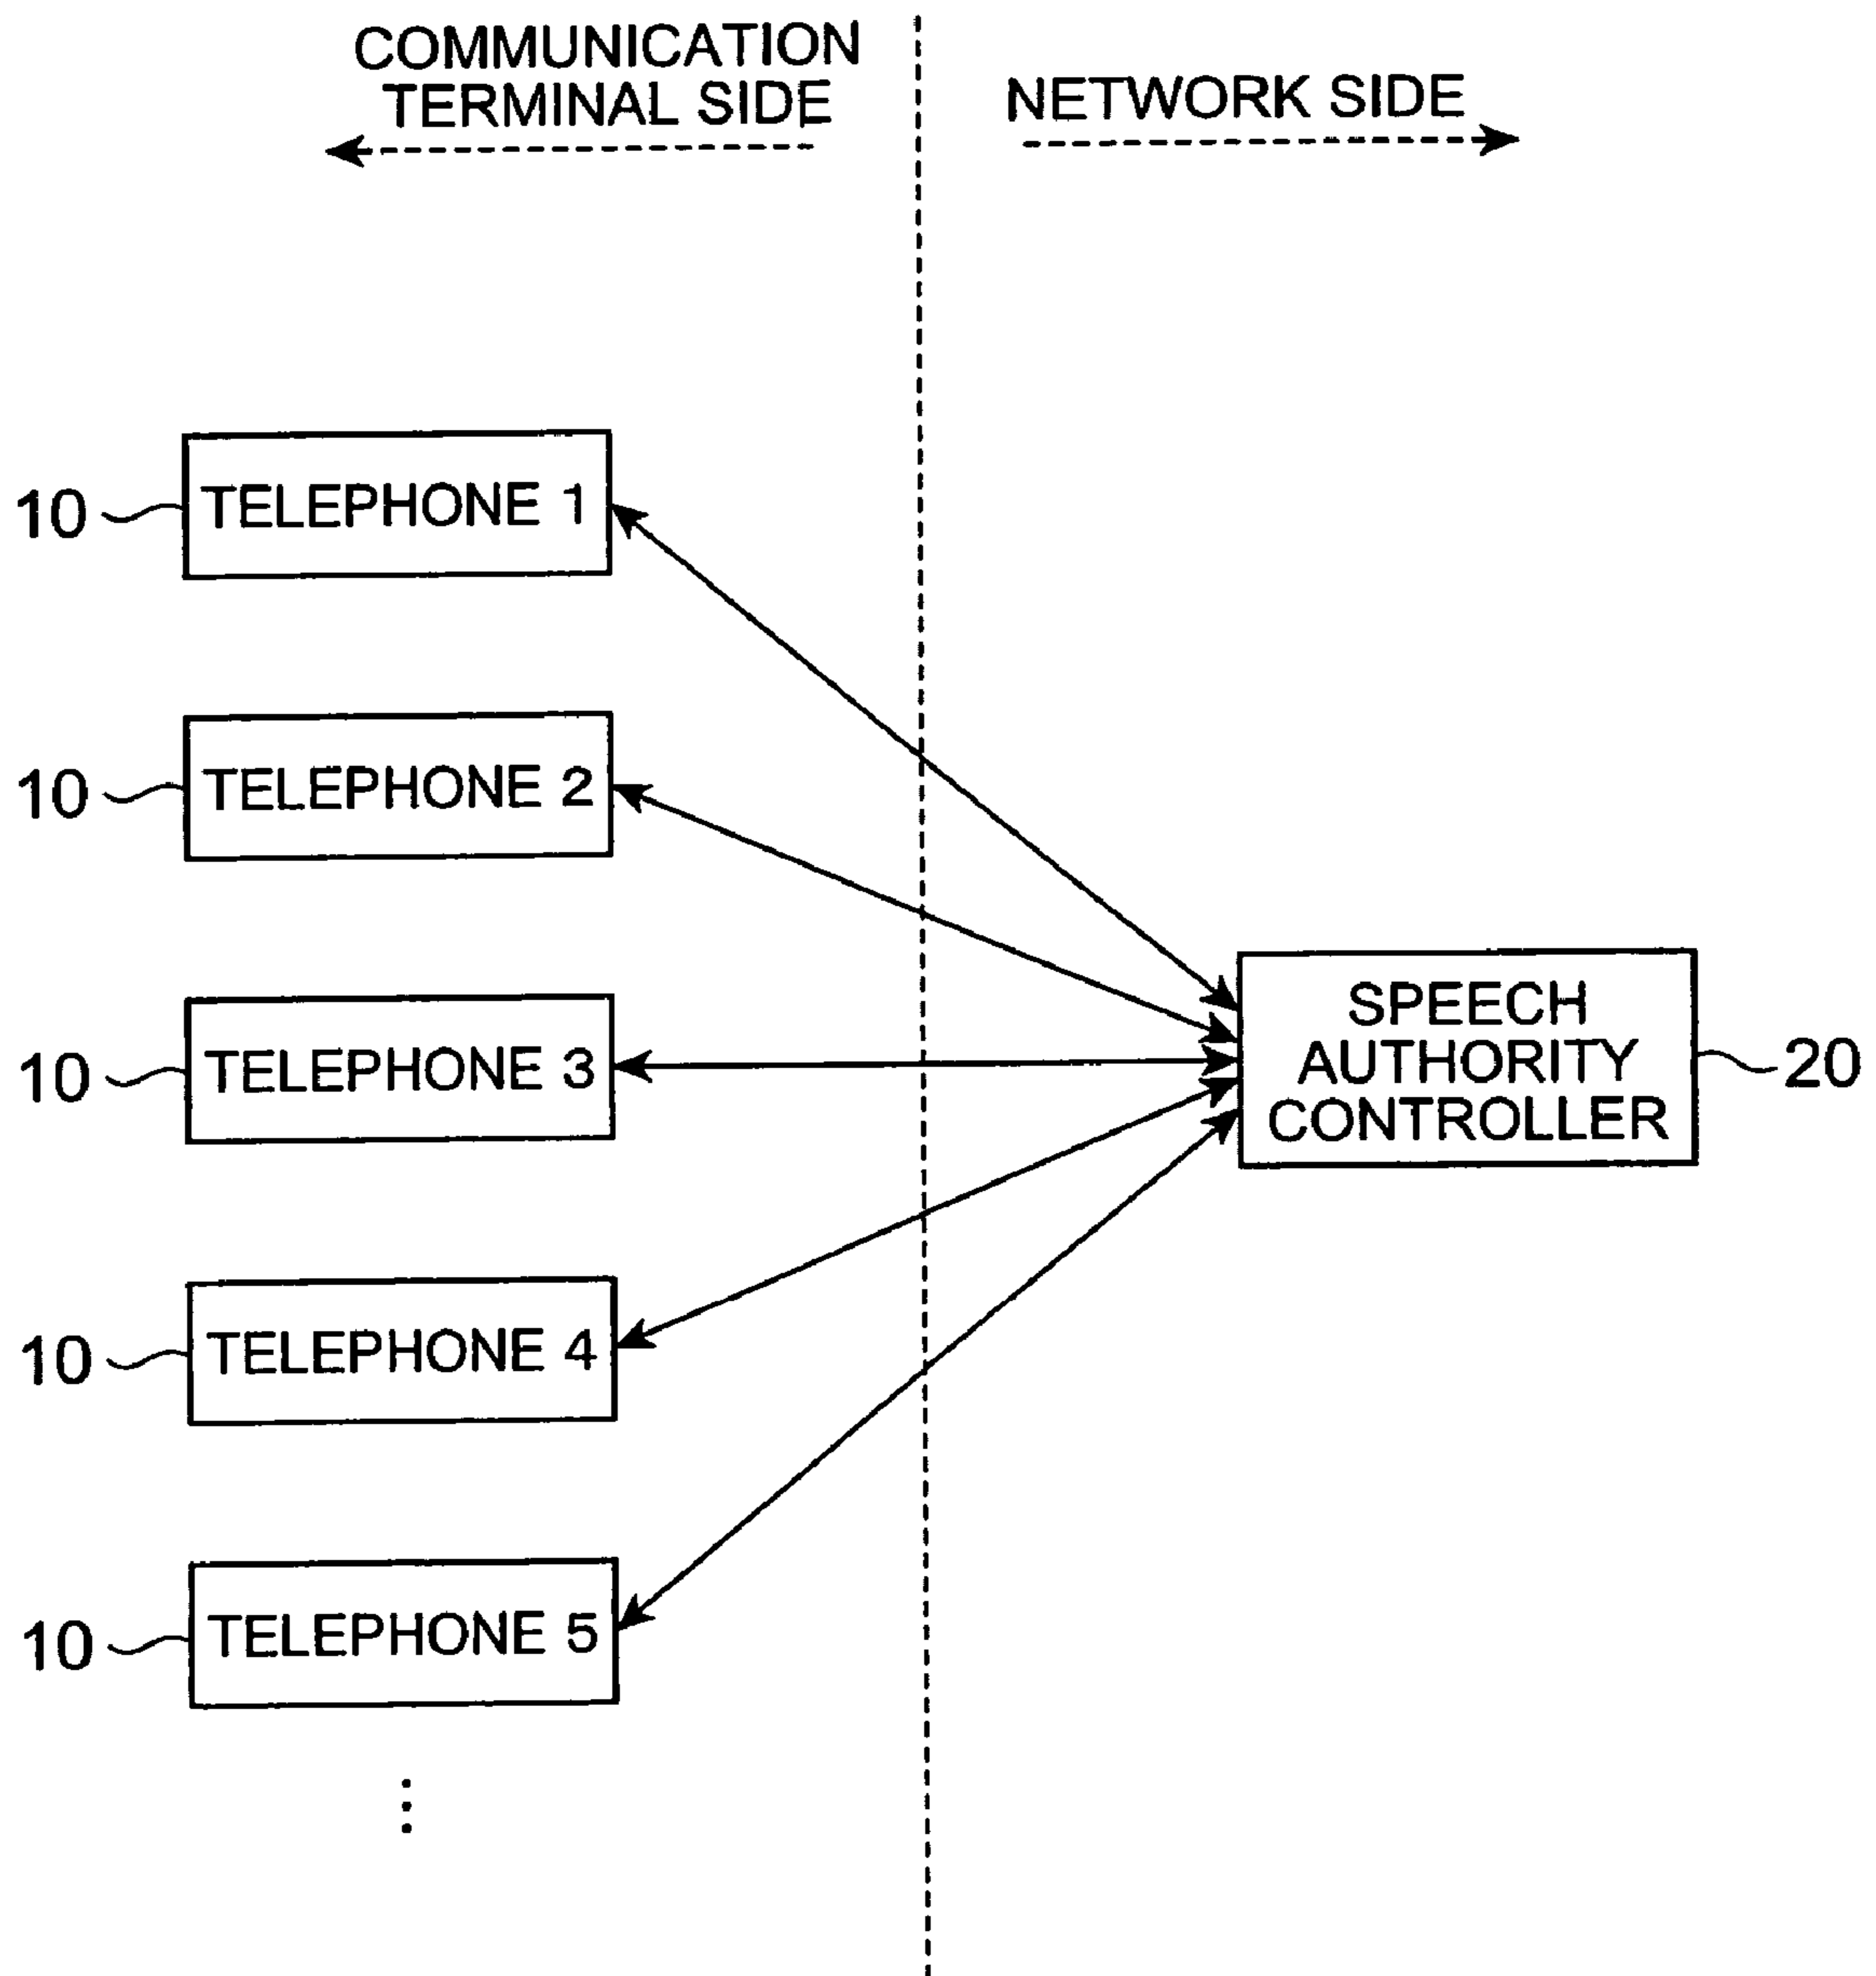 COMMUNICATION
TERMINAL SIDE
NETWORK SIDE
10 TELEPHONE 1
10 TELEPHONE 2
10 TELEPHONE 3
10 TELEPHONE 4
10 TELEPHONE 5
SPEECH
AUTHORITY
CONTROLLER
20